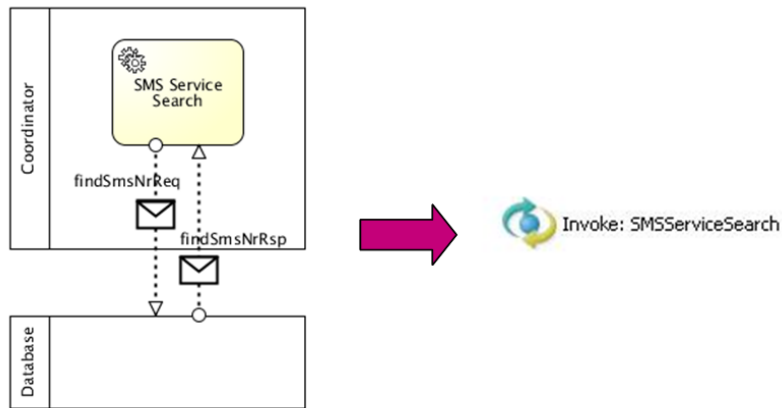 Coordinator
SMS Service
Search
findSmsNrReq
findSmsNrRsp
Database
Invoke: SMSServiceSearch